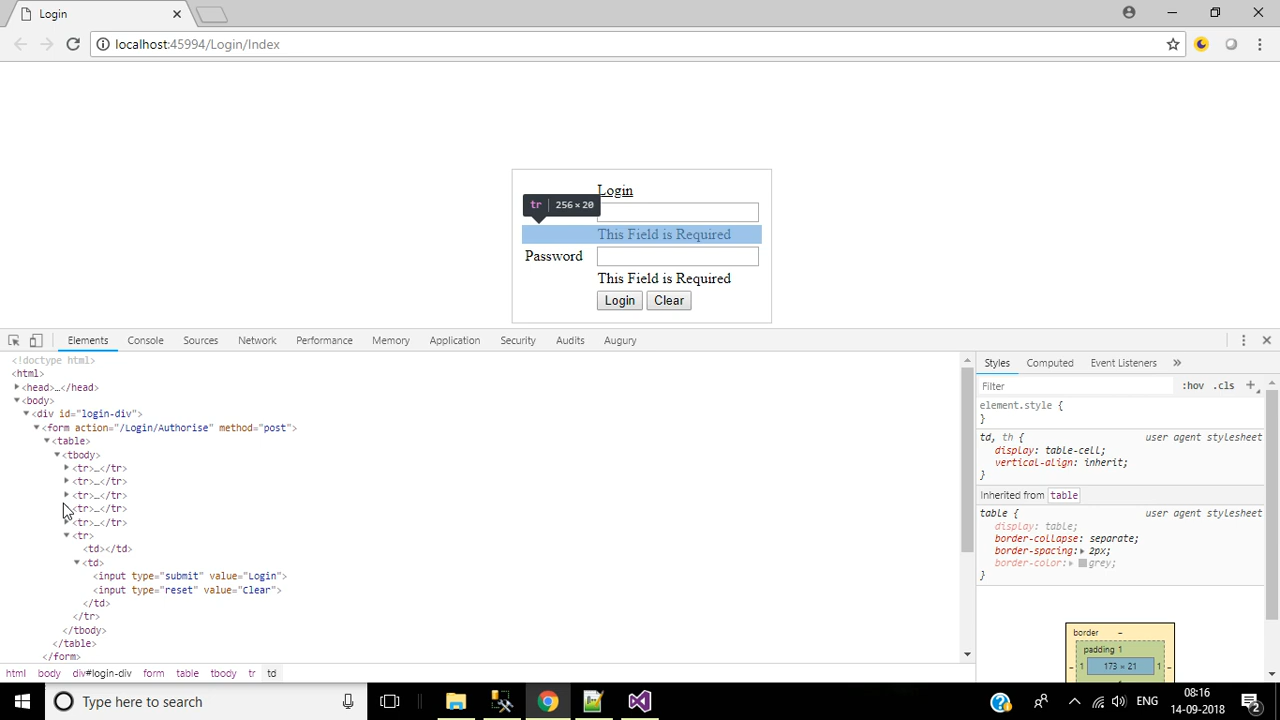 Login
localhost:45994/Login/Index
Login
tr 256 × 20
This Field is Required
Password
This Field is Required
Login Clear
Elements Console Sources Network Performance Memory Application Security Audits Augury
<!doctype html>
<html>
<head>…</head>
<body>
<div id="login-div">
<form action="/Login/Authorise" method="post">
<table>
<tbody>
<tr>…</tr>
<tr>…</tr>
<tr>…</tr>
<tr>…</tr>
<tr>…</tr>
<tr>
<td></td>
<td>
<input type="submit" value="Login">
<input type="reset" value="Clear">
</td>
</tr>
</tbody>
</table>
</form>
html body div#login-div form table tbody tr td
Styles Computed Event Listeners »
Filter :hov .cls +
element.style {
}
td, th { user agent stylesheet
display: table-cell;
vertical-align: inherit;
}
Inherited from table
table { user agent stylesheet
display: table;
border-collapse: separate;
border-spacing: 2px;
border-color: grey;
}
border –
padding 1
– 1 173 × 21 1 –
Type here to search
ENG
08:16
14-09-2018
2